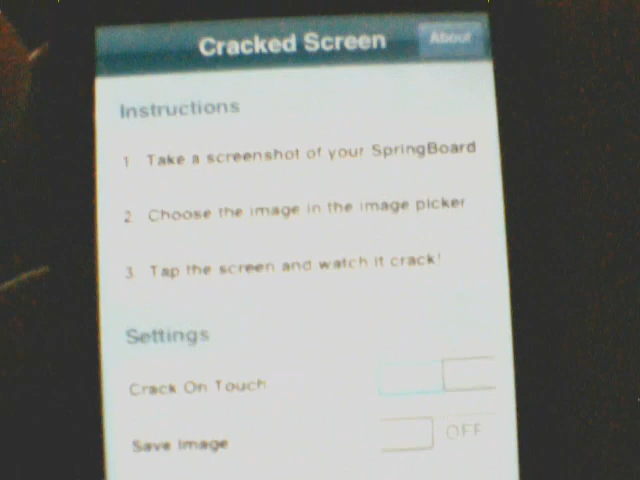 Cracked Screen About
Instructions
1 Take a screenshot of your SpringBoard
2 Choose the image in the image picker
3 Tap the screen and watch it crack!
Settings
Crack On Touch
Save Image OFF